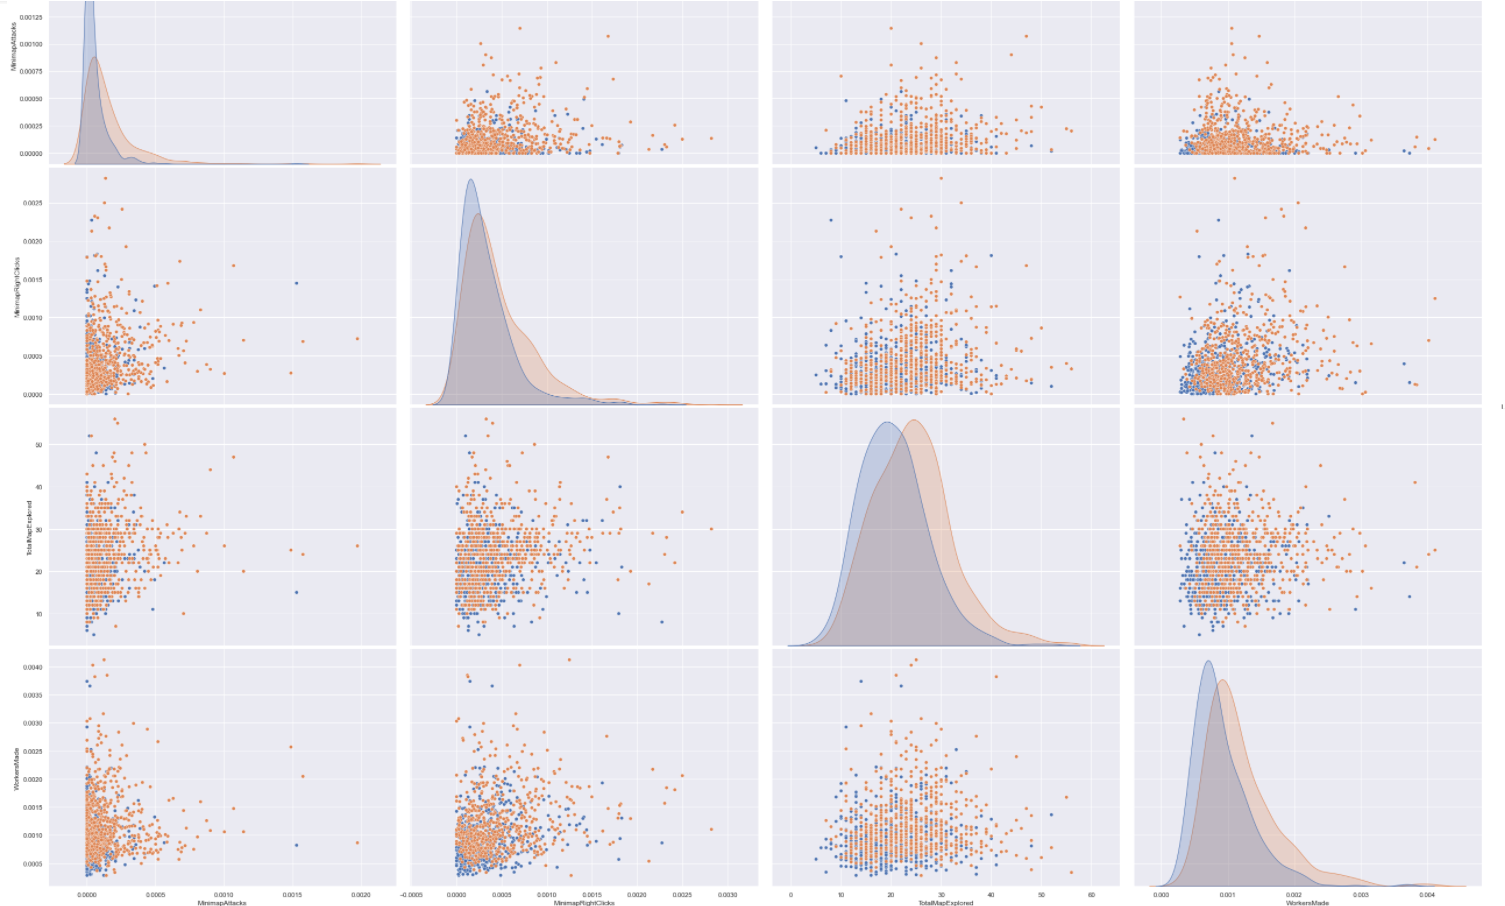 MinimapAttacks
0.00125
0.00100
0.00075
0.00050
0.00025
0.00000
MinimapRightClicks
0.0025
0.0020
0.0015
0.0010
0.0005
0.0000
TotalMapExplored
50
40
30
20
10
WorkersMade
0.0040
0.0035
0.0030
0.0025
0.0020
0.0015
0.0010
0.0005
0.0000 0.0005 0.0010 0.0015 0.0020
MinimapAttacks
-0.0005 0.0000 0.0005 0.0010 0.0015 0.0020 0.0025 0.0030
MinimapRightClicks
0 10 20 30 40 50 60
TotalMapExplored
0.000 0.001 0.002 0.003 0.004
WorkersMade